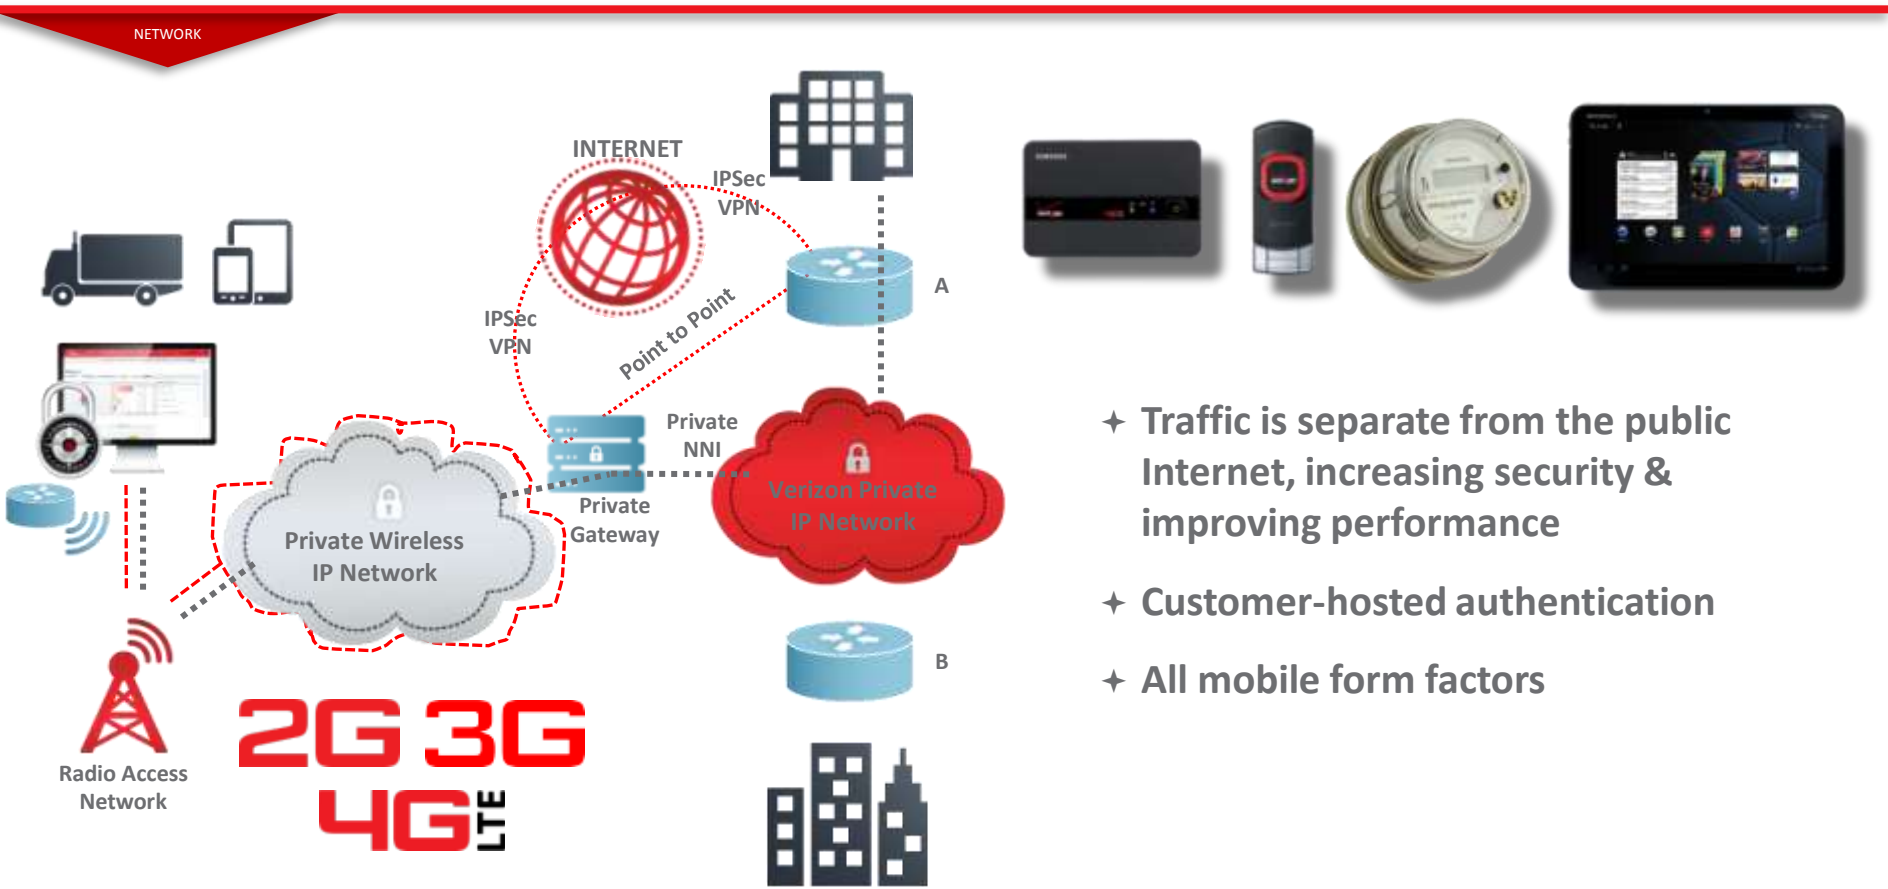 NETWORK
INTERNET
IPSec
VPN
A
IPSec
VPN
Point to Point
Private
NNI
Private
Gateway
Verizon Private
IP Network
Private Wireless
IP Network
B
Radio Access
Network
2G 3G
4G LTE
SAMSUNG
Traffic is separate from the public
Internet, increasing security &
improving performance
Customer-hosted authentication
All mobile form factors